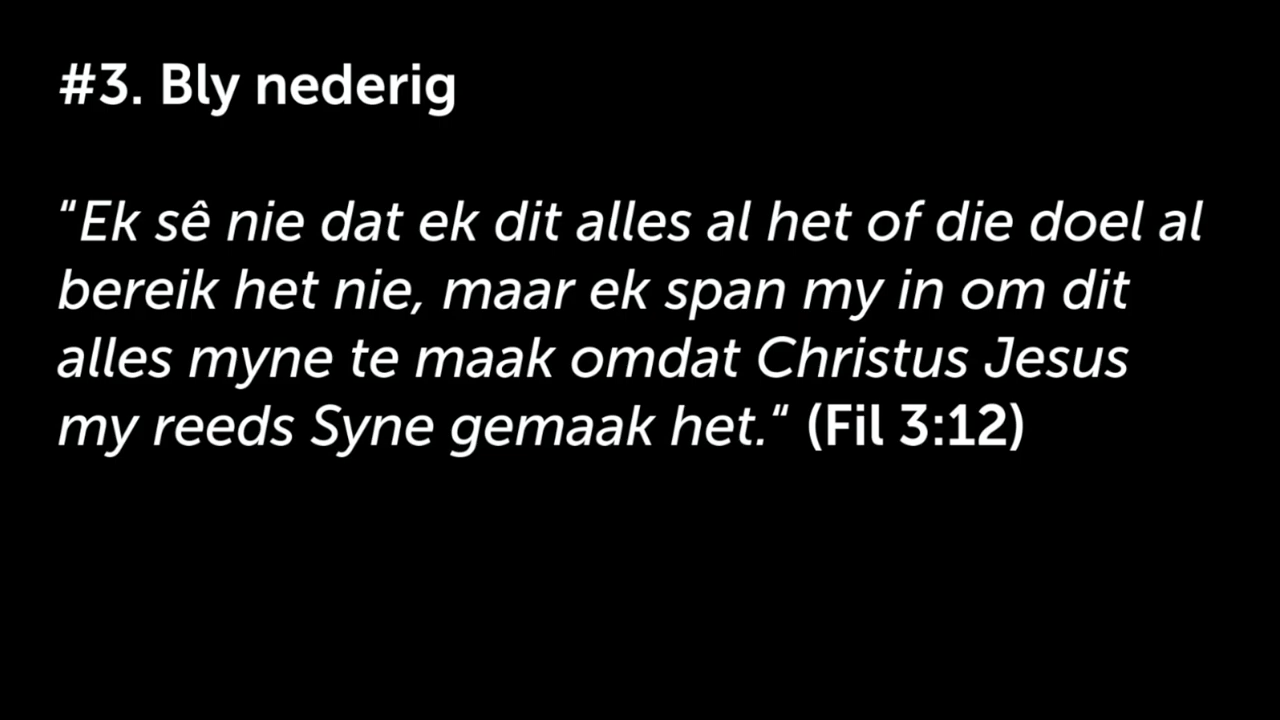 #3. Bly nederig
“Ek sê nie dat ek dit alles al het of die doel al
bereik het nie, maar ek span my in om dit
alles myne te maak omdat Christus Jesus
my reeds Syne gemaak het.“ (Fil 3:12)